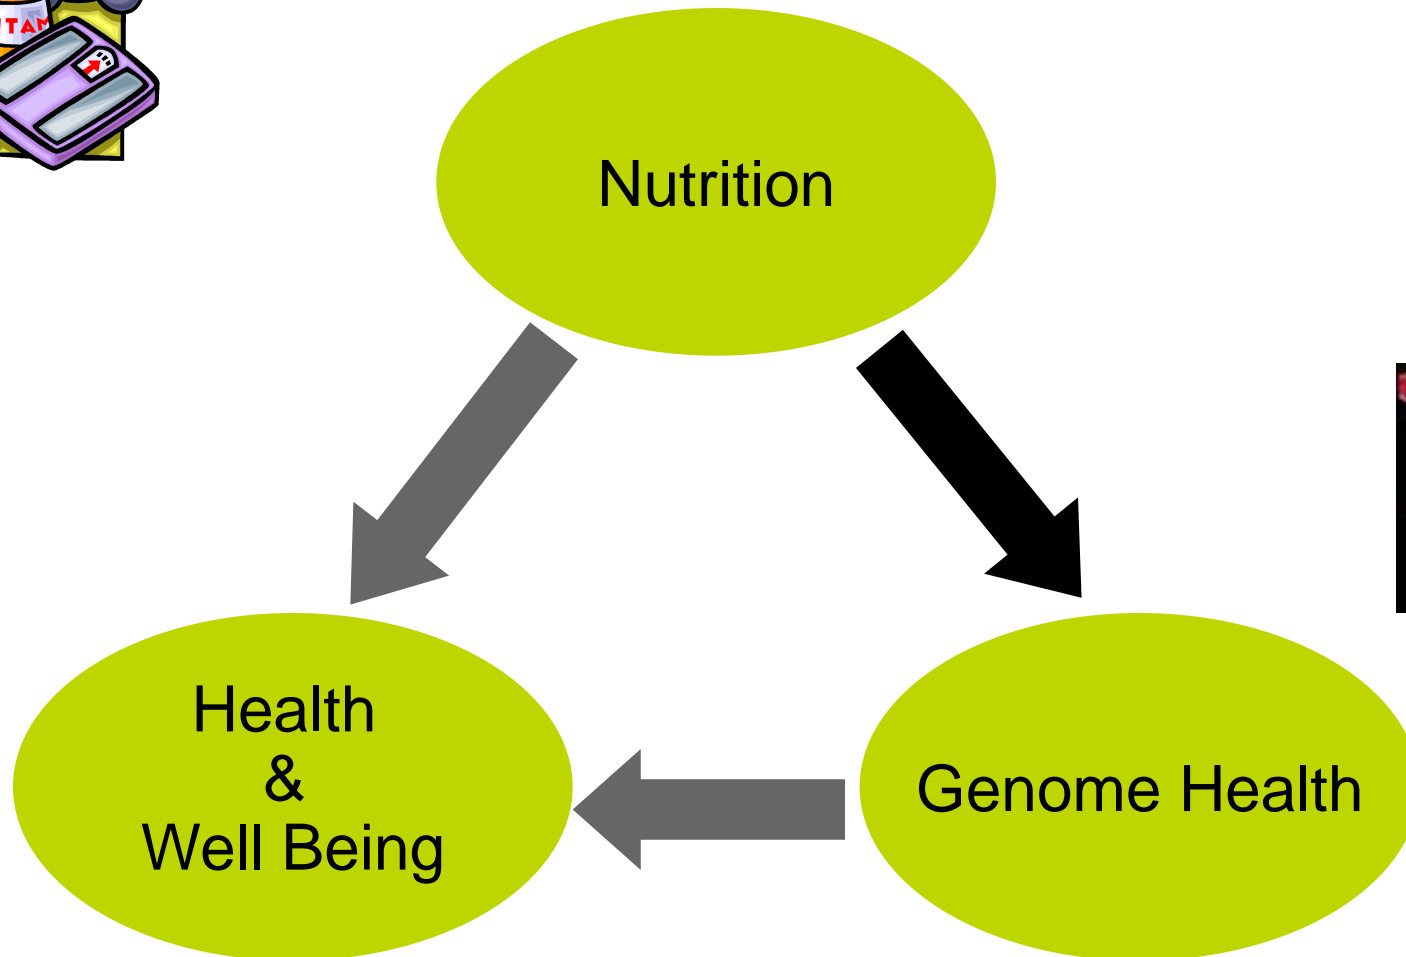 Nutrition
Health
&
Well Being
Genome Health